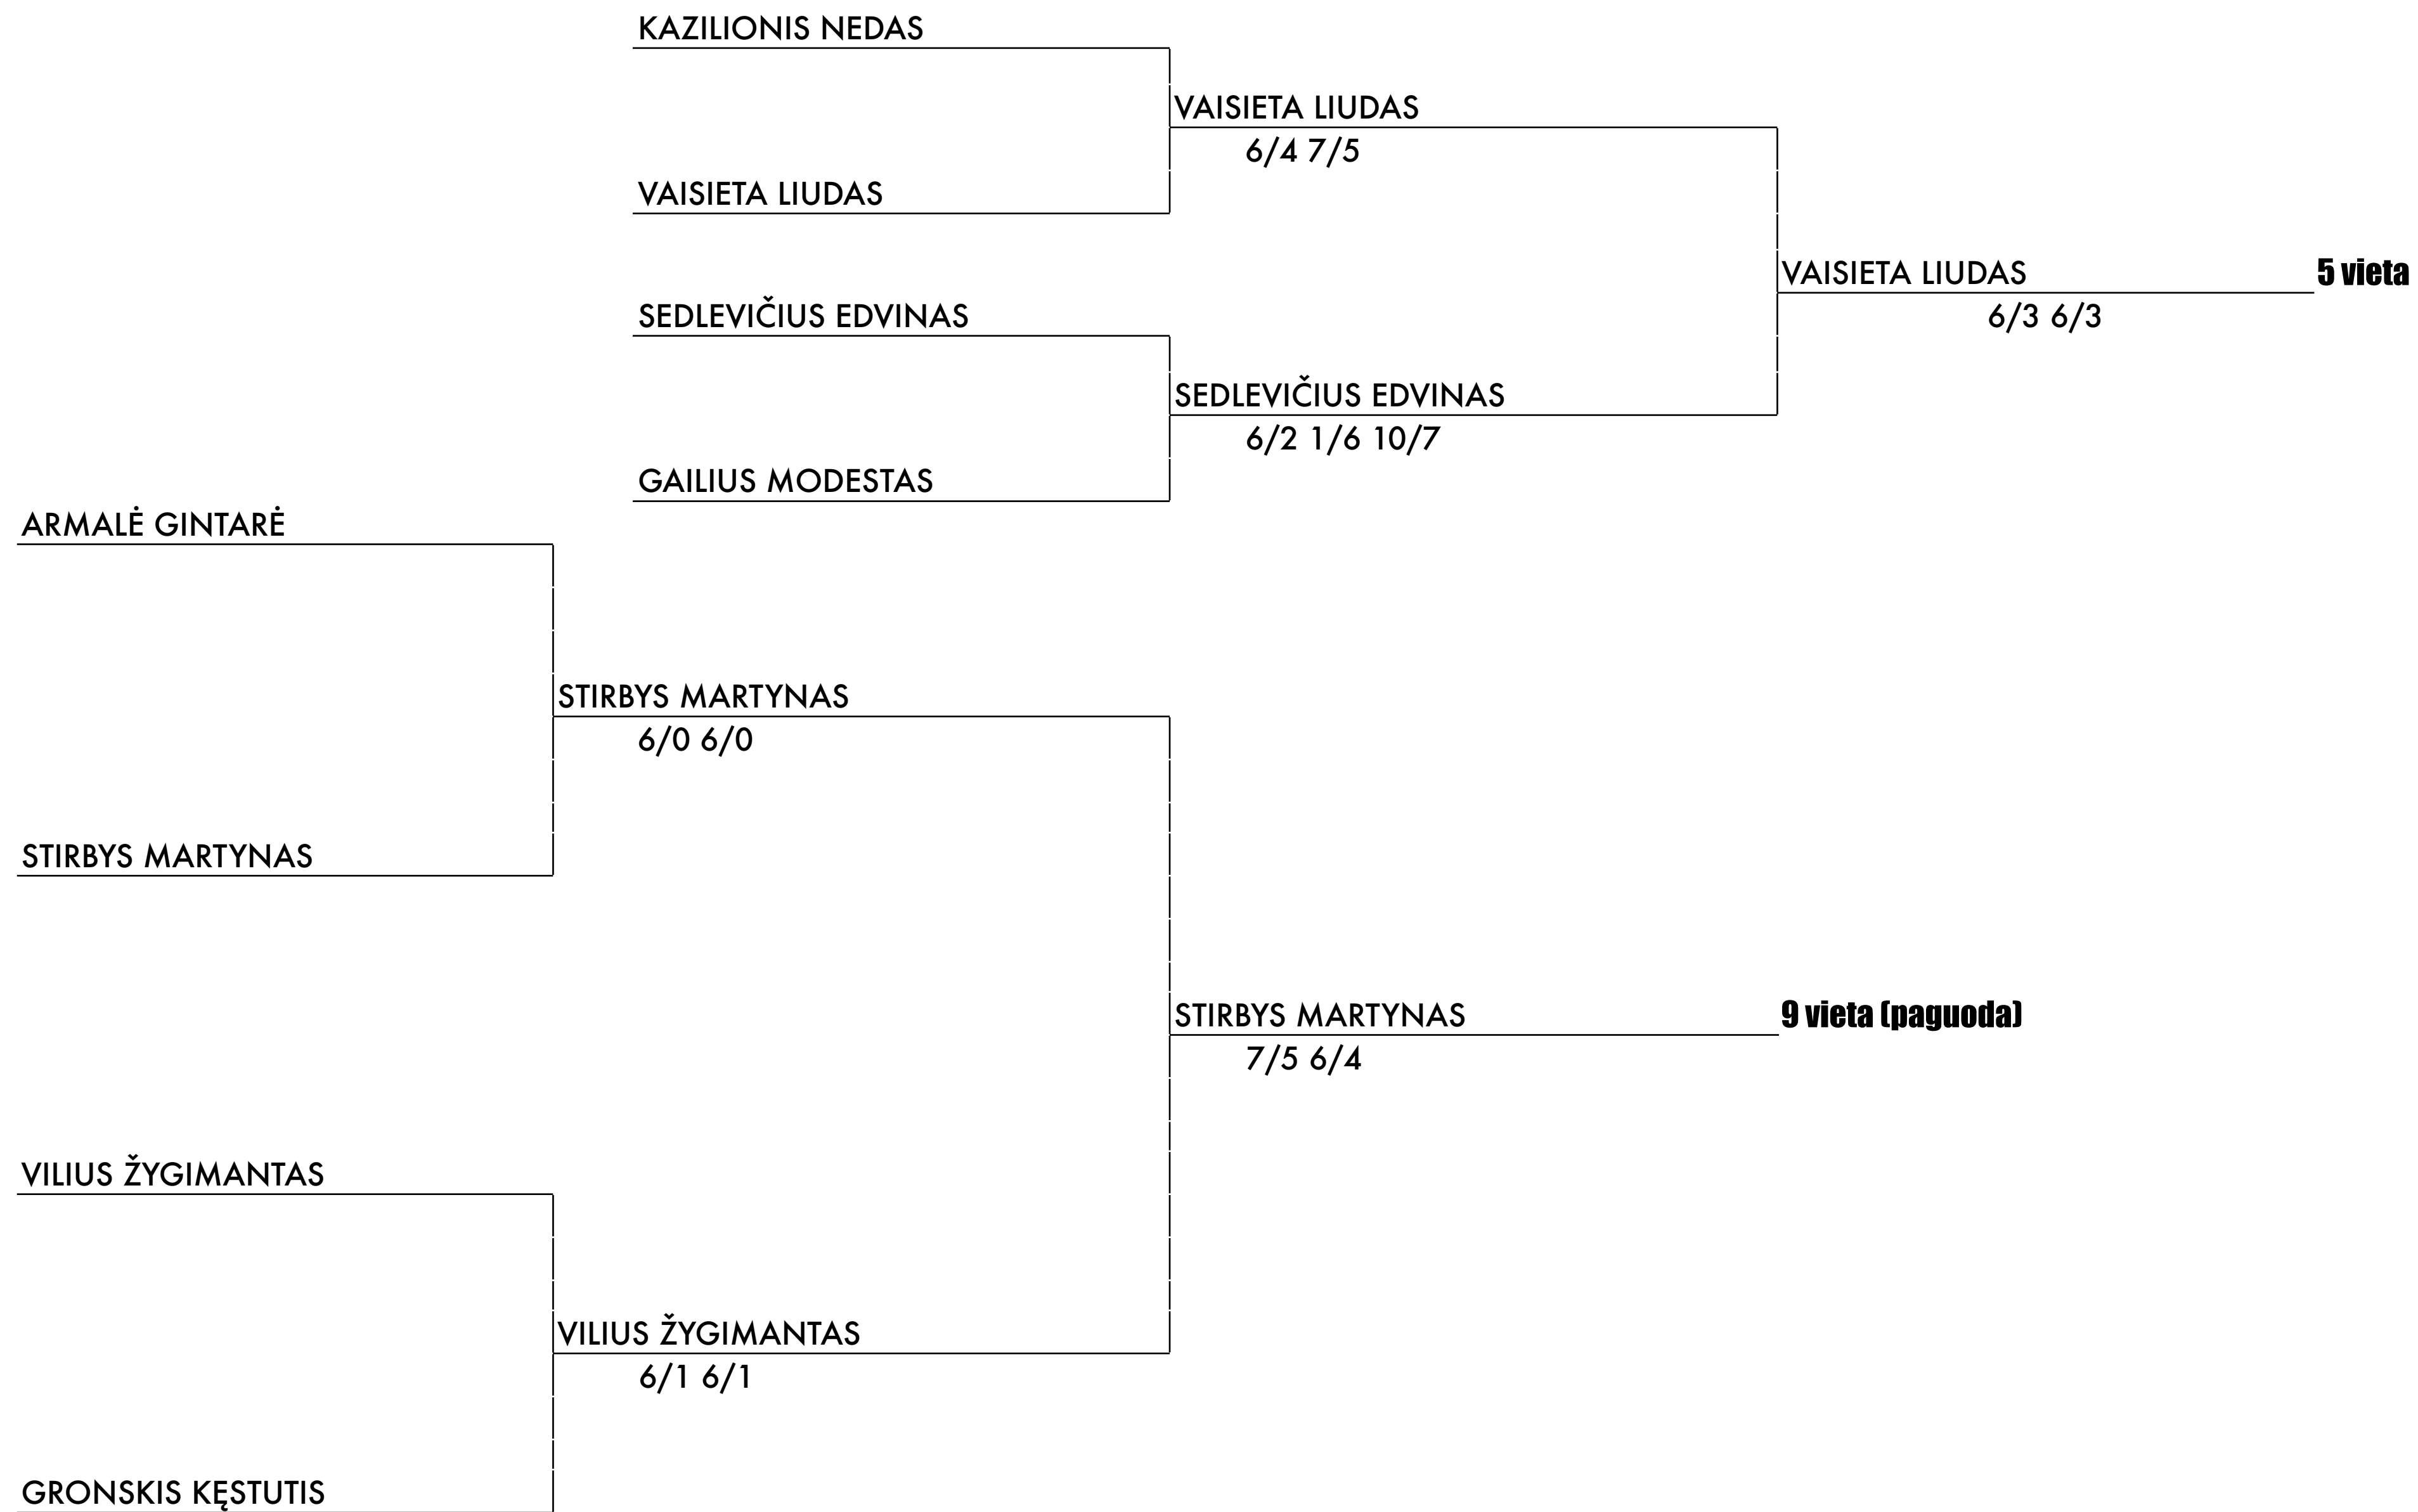 KAZILIONIS NEDAS
VAISIETA LIUDAS
6/4 7/5
VAISIETA LIUDAS
VAISIETA LIUDAS 5 vieta
SEDLEVIČIUS EDVINAS
6/3 6/3
SEDLEVIČIUS EDVINAS
6/2 1/6 10/7
GAILIUS MODESTAS
ARMALĖ GINTARĖ
STIRBYS MARTYNAS
6/0 6/0
STIRBYS MARTYNAS
STIRBYS MARTYNAS 9 vieta (paguoda)
7/5 6/4
VILIUS ŽYGIMANTAS
VILIUS ŽYGIMANTAS
6/1 6/1
GRONSKIS KĘSTUTIS